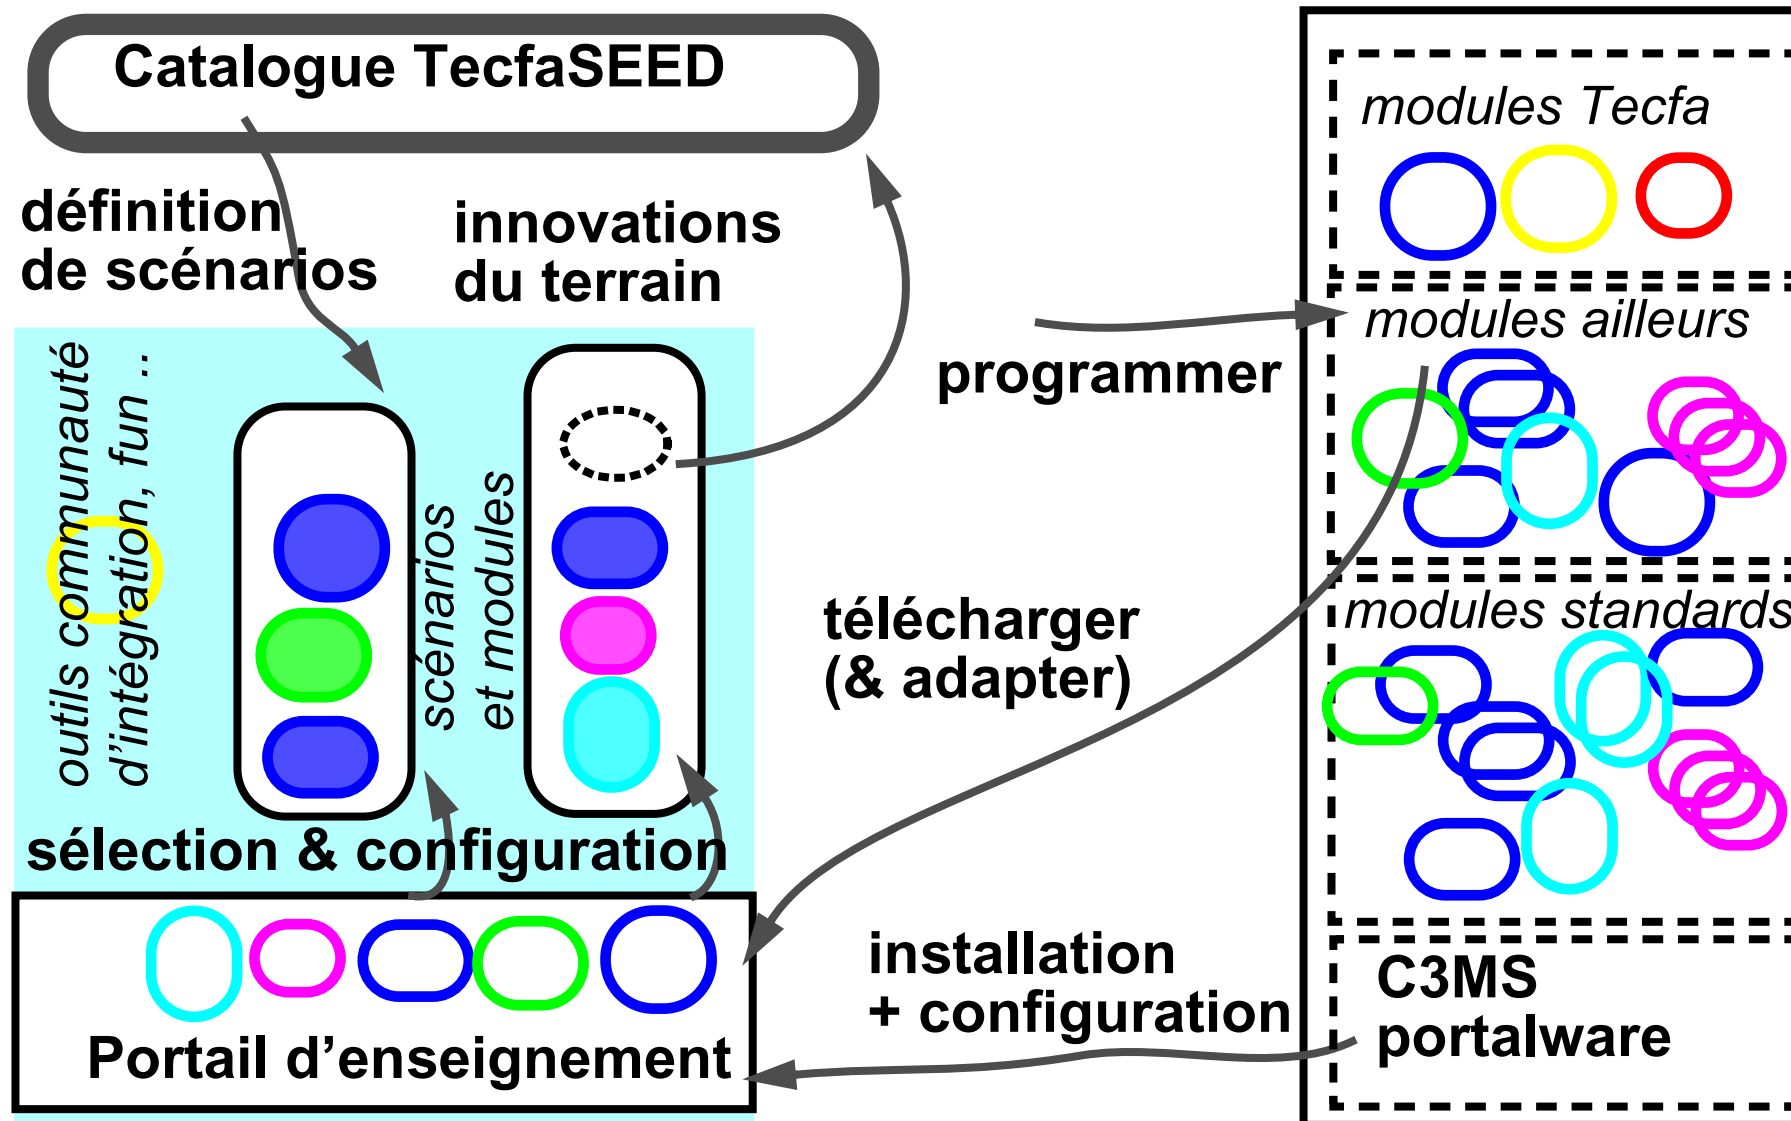 Catalogue TecfaSEED
définition
de scénarios
innovations
du terrain
outils communauté
d'intégration, fun ..
scénarios
et modules
sélection & configuration
Portail d'enseignement
programmer
télécharger
(& adapter)
installation
+ configuration
modules Tecfa
modules ailleurs
modules standards
C3MS
portalware